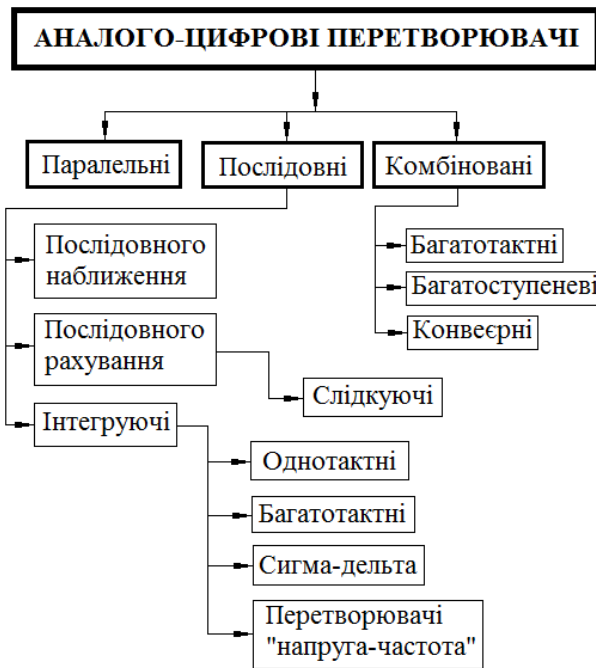 АНАЛОГО-ЦИФРОВІ ПЕРЕТВОРЮВАЧІ
Паралельні
Послідовні
Комбіновані
Послідовного
наближення
Послідовного
рахування
Слідкуючі
Інтегруючі
Однотактні
Багатотактні
Сигма-дельта
Перетворювачі
"напруга-частота"
Багатотактні
Багатоступеневі
Конвеєрні